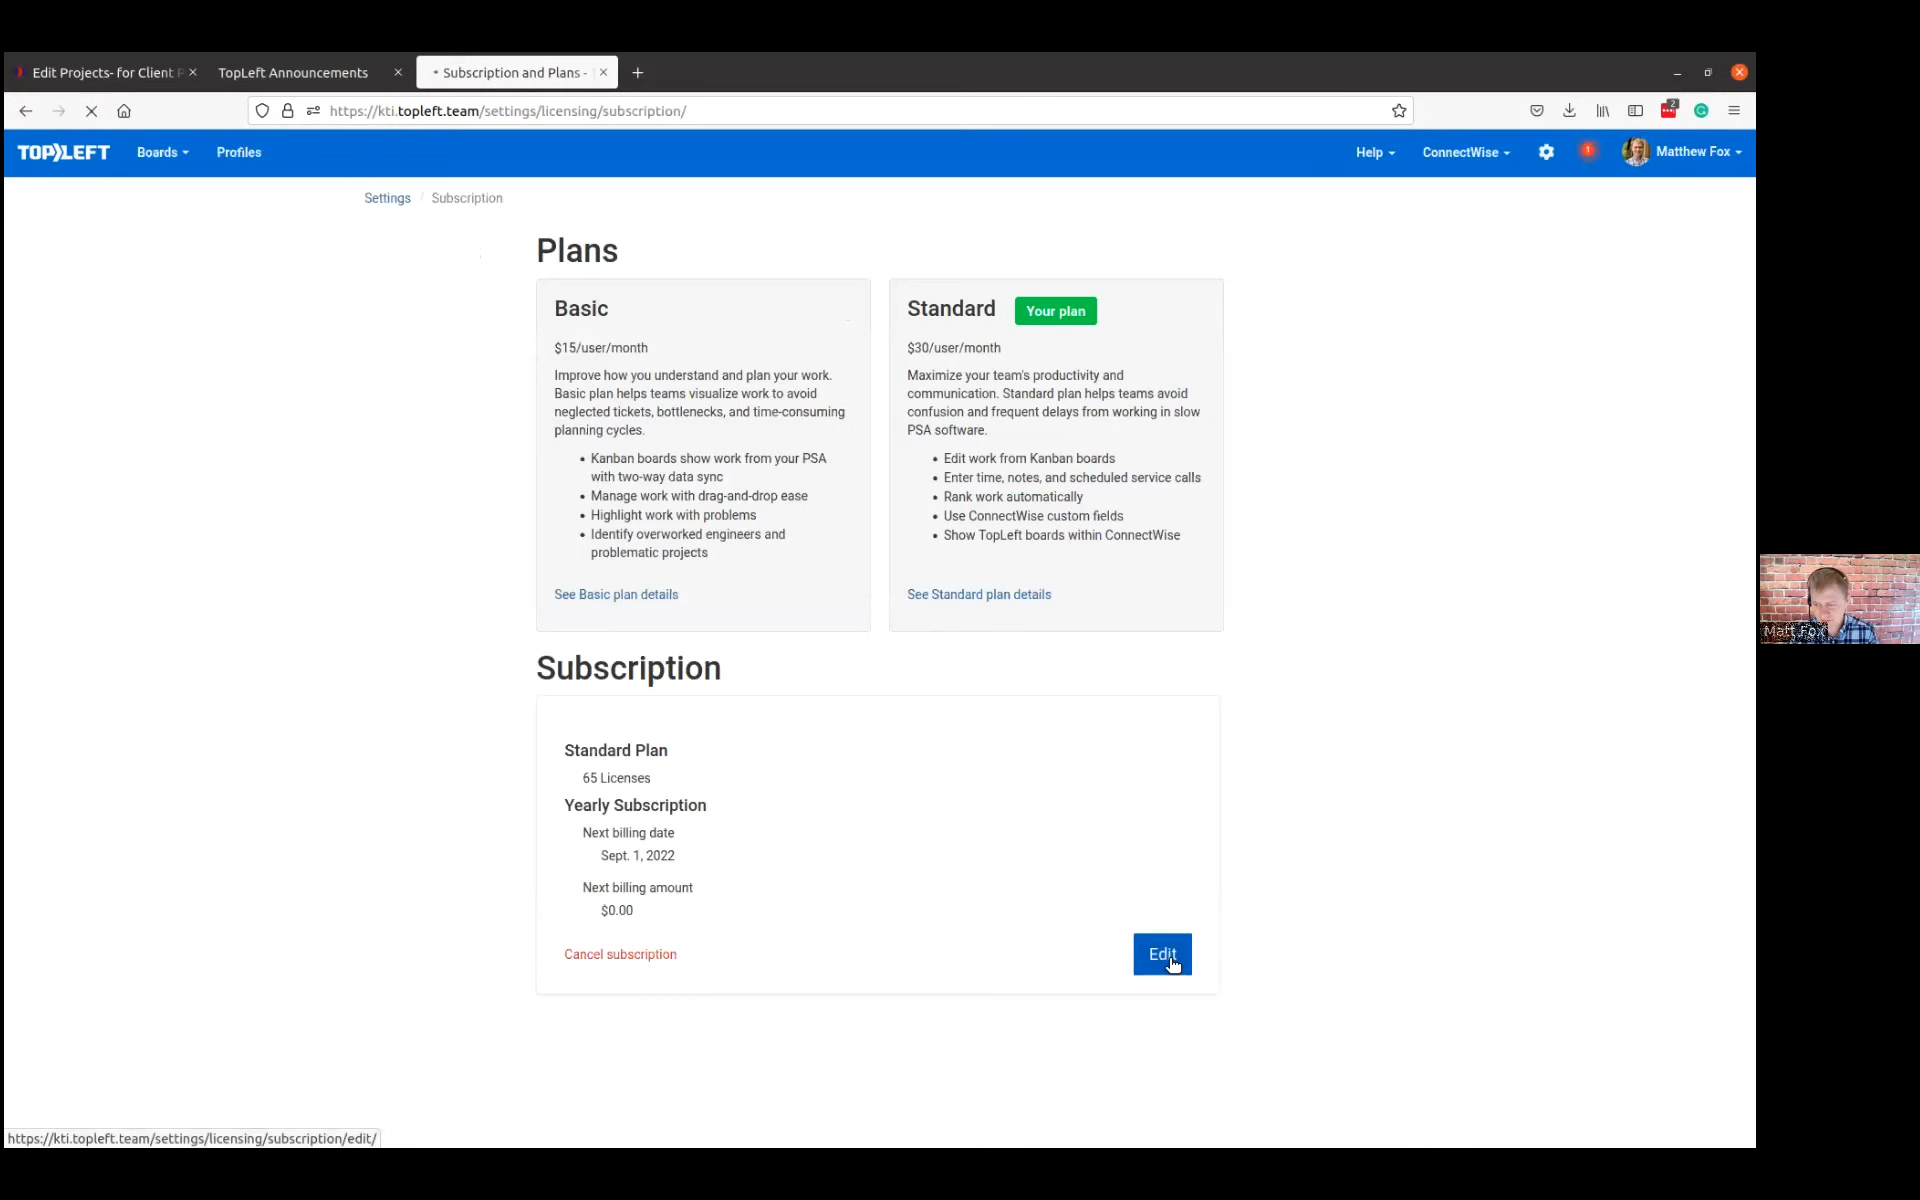 Edit Projects- for Client
TopLeft Announcements
Subscription and Plans -
https://kti.topleft.team/settings/licensing/subscription/
2
TOPLEFT
Boards
Profiles
Help
ConnectWise
1
Matthew Fox
Settings / Subscription
Plans
Basic
$15/user/month
Improve how you understand and plan your work.
Basic plan helps teams visualize work to avoid
neglected tickets, bottlenecks, and time-consuming
planning cycles.
• Kanban boards show work from your PSA
with two-way data sync
• Manage work with drag-and-drop ease
• Highlight work with problems
• Identify overworked engineers and
problematic projects
See Basic plan details
Standard
Your plan
$30/user/month
Maximize your team's productivity and
communication. Standard plan helps teams avoid
confusion and frequent delays from working in slow
PSA software.
• Edit work from Kanban boards
• Enter time, notes, and scheduled service calls
• Rank work automatically
• Use ConnectWise custom fields
• Show TopLeft boards within ConnectWise
See Standard plan details
Subscription
Standard Plan
65 Licenses
Yearly Subscription
Next billing date
Sept. 1, 2022
Next billing amount
$0.00
Cancel subscription
Edit
Matt Fox
https://kti.topleft.team/settings/licensing/subscription/edit/